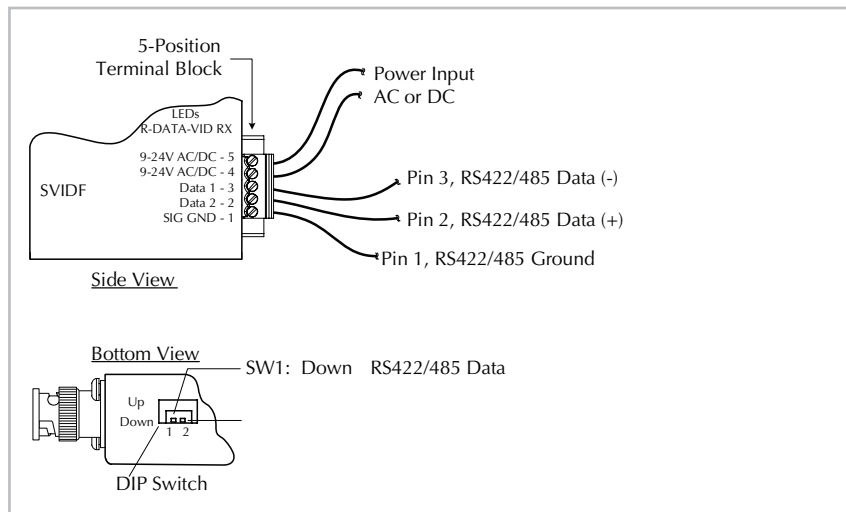 5-Position
Terminal Block
Power Input
AC or DC
LEDs
R-DATA-VID RX
9-24V AC/DC - 5
9-24V AC/DC - 4
Data 1 - 3
Data 2 - 2
SIG GND - 1
SVIDF
Pin 3, RS422/485 Data (-)
Pin 2, RS422/485 Data (+)
Pin 1, RS422/485 Ground
Side View
Bottom View
SW1: Down RS422/485 Data
Up
Down
1 2
DIP Switch